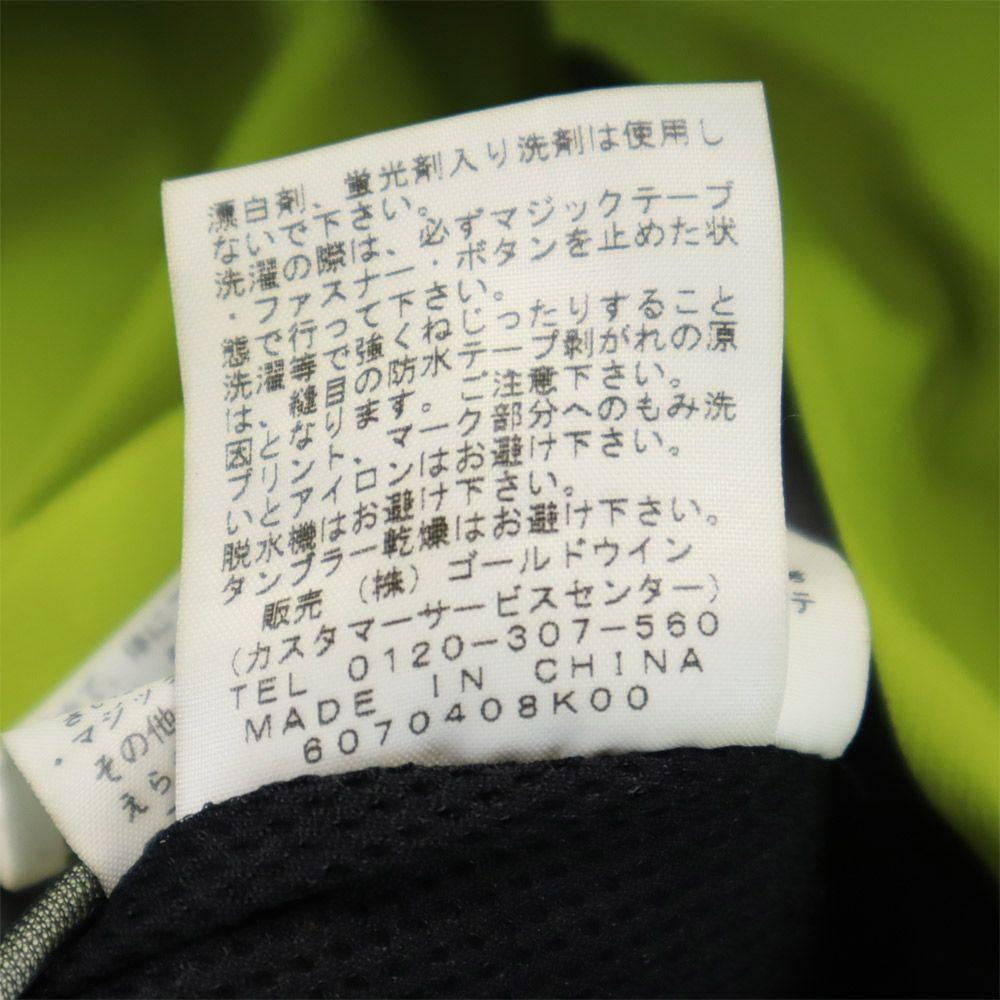 漂白剤、蛍光剤入り洗剤は使用し
ないで下さい。
洗濯の際は、必ずマジックテープ
・ファスナー・ボタンを止めた状
態で行って下さい。
洗濯等で強くねじったりすること
は、縫目の防水テープ剥がれの原
因となります。ご注意下さい。
プリント、マーク部分へのもみ洗
いとアイロンはお避け下さい。
脱水機はお避け下さい。
タンブラー乾燥はお避け下さい。
販売 (株) ゴールドウイン
(カスタマーサービスセンター)
TEL 0120-307-560
MADE IN CHINA
6070408K00
・マジッ
その他
えら
テ